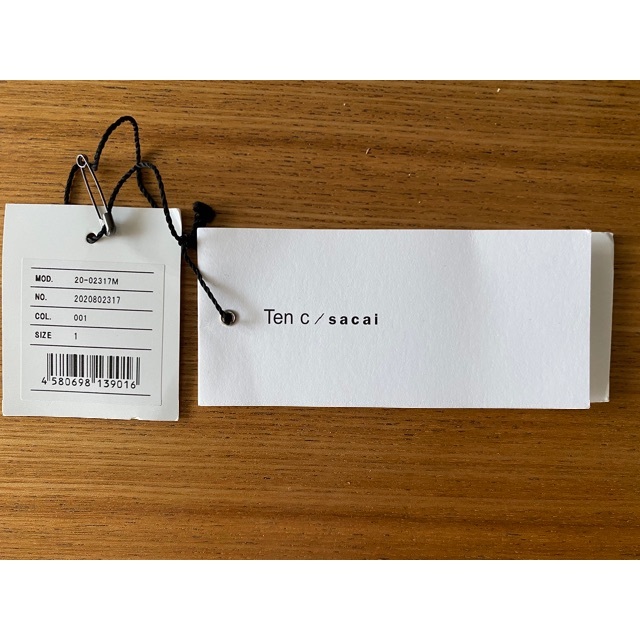 MOD. 20-02317M
NO. 2020802317
COL. 001
SIZE 1
4 580698 139016
Ten c / sacai